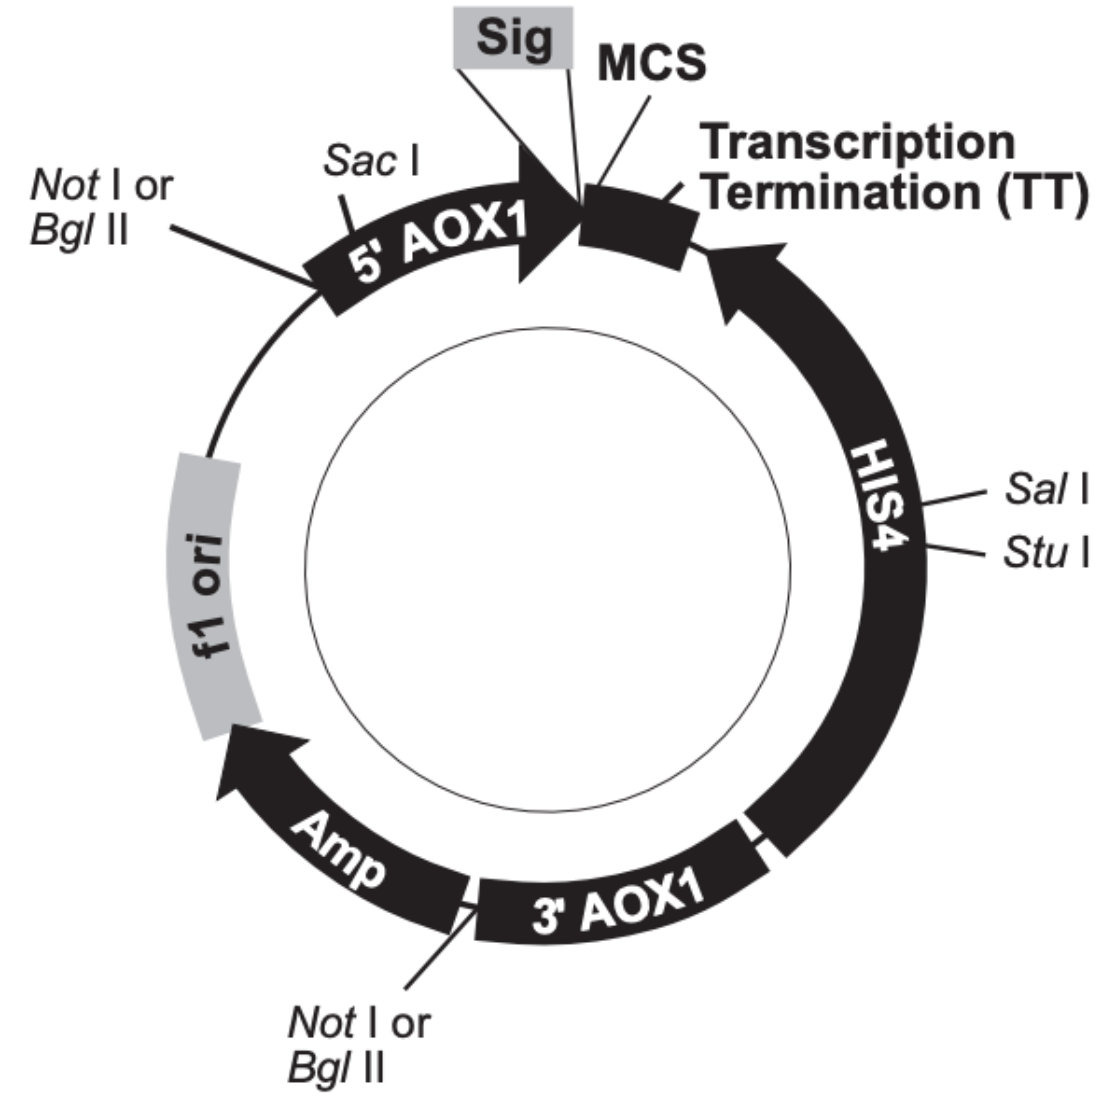 Sig
MCS
Transcription
Termination (TT)
Sac I
Not I or
Bgl II
5' AOX1
HIS4
Sal I
Stu I
f1 ori
Amp
3' AOX1
Not I or
Bgl II